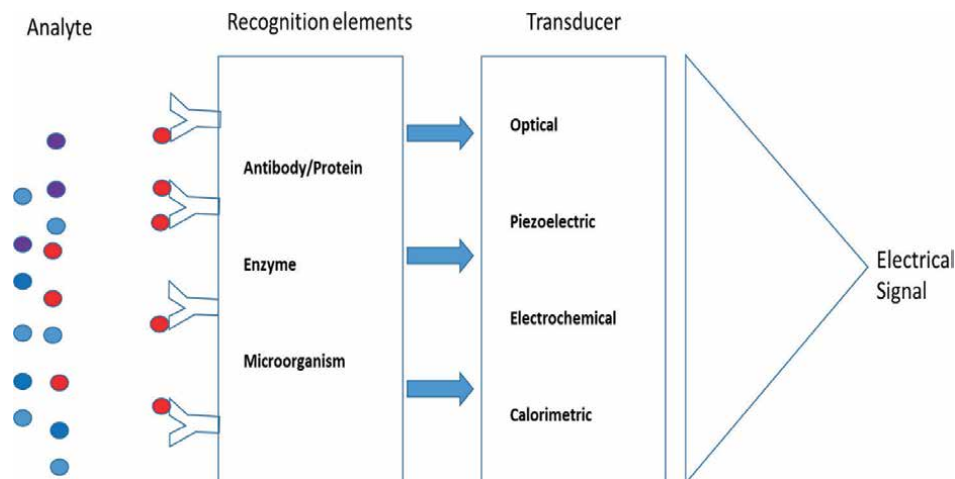 Analyte
Recognition elements
Transducer
Antibody/Protein
Enzyme
Microorganism
Optical
Piezoelectric
Electrochemical
Calorimetric
Electrical
Signal